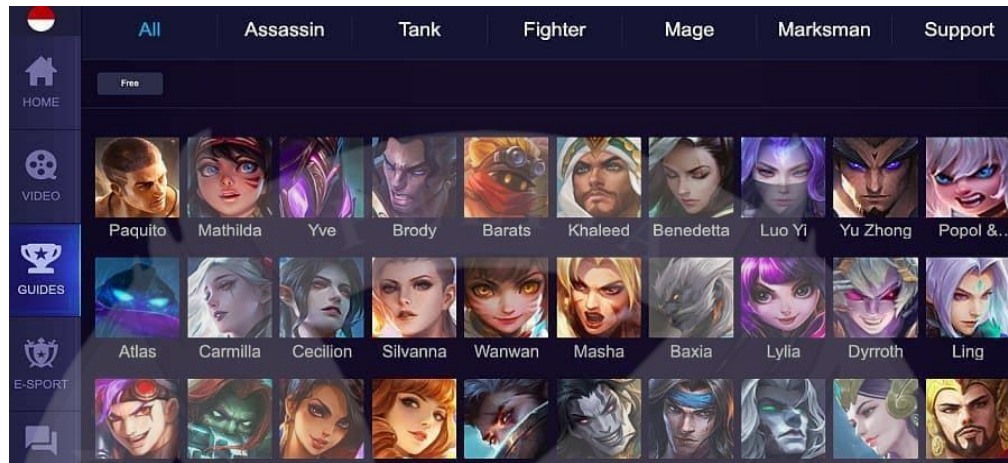 All Assassin Tank Fighter Mage Marksman Support
HOME
Free
VIDEO
Paquito Mathilda Yve Brody Barats Khaleed Benedetta Luo Yi Yu Zhong Popol &..
GUIDES
Atlas Carmilla Cecilion Silvanna Wanwan Masha Baxia Lylia Dyrroth Ling
E-SPORT